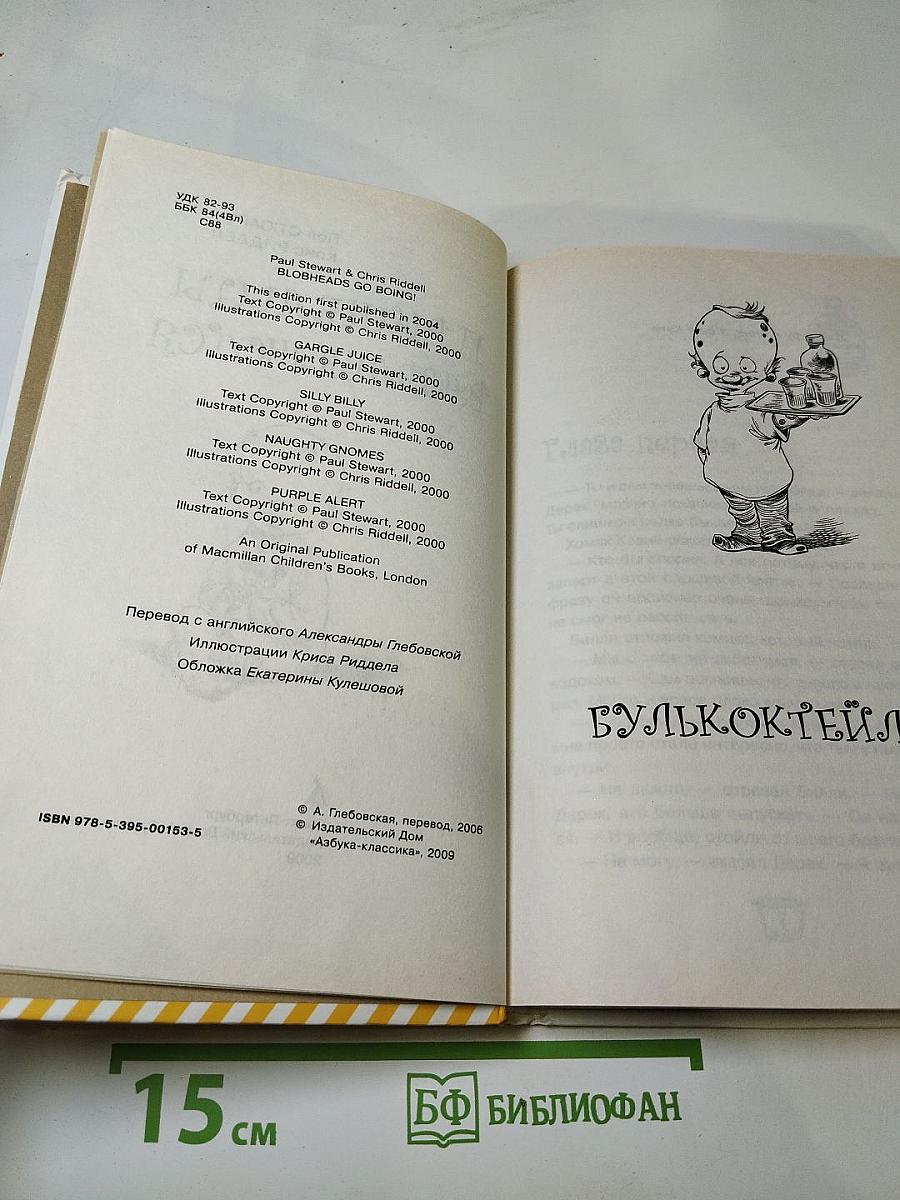 УДК 82-93
ББК 84(4Вл)
С88
Paul Stewart & Chris Riddell
BLOBHEADS GO BOING!
This edition first published in 2004
Text Copyright © Paul Stewart, 2000
Illustrations Copyright © Chris Riddell, 2000
GARGLE JUICE
Text Copyright © Paul Stewart, 2000
Illustrations Copyright © Chris Riddell, 2000
SILLY BILLY
Text Copyright © Paul Stewart, 2000
Illustrations Copyright © Chris Riddell, 2000
NAUGHTY GNOMES
Text Copyright © Paul Stewart, 2000
Illustrations Copyright © Chris Riddell, 2000
PURPLE ALERT
Text Copyright © Paul Stewart, 2000
Illustrations Copyright © Chris Riddell, 2000
An Original Publication
of Macmillan Children's Books, London
Перевод с английского Александры Глебовской
Иллюстрации Криса Риддела
Обложка Екатерины Кулешовой
ISBN 978-5-395-00153-5
© А. Глебовская, перевод, 2006
© Издательский Дом
«Азбука-классика», 2009
БУЛЬКОКТЕЙЛ
15 см
БФ БИБЛИОФАН